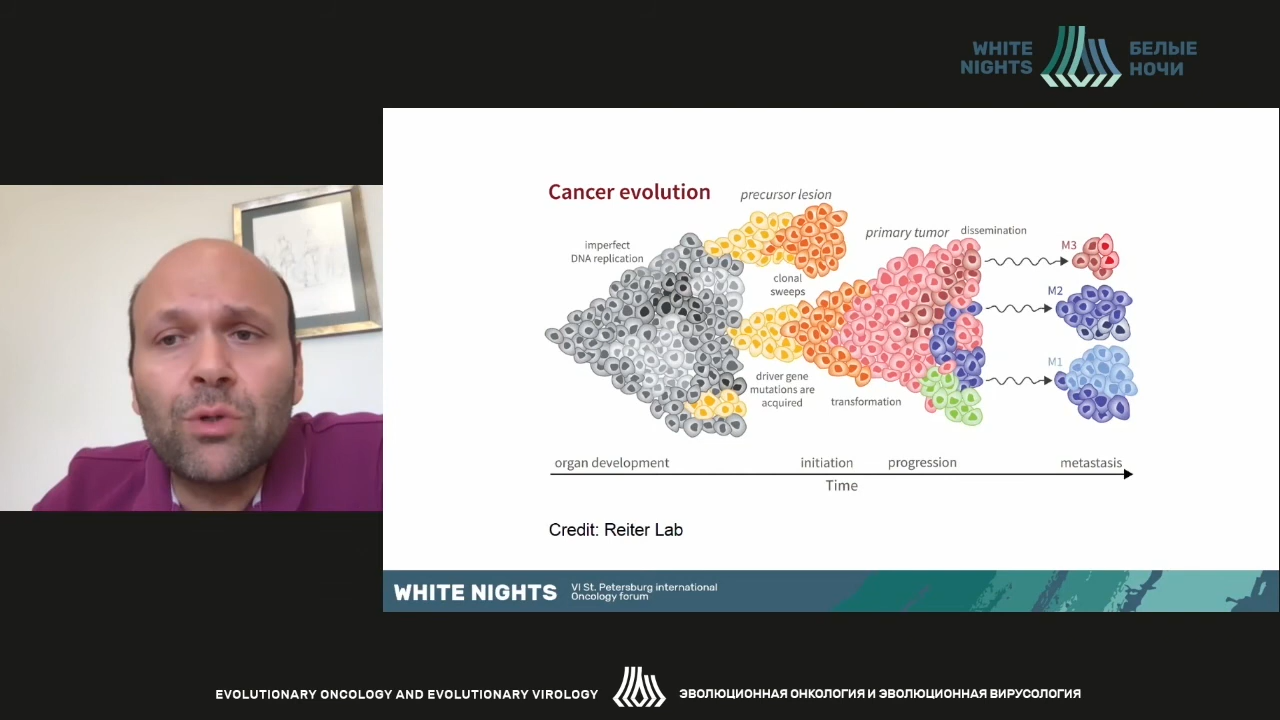 WHITE
NIGHTS
БЕЛЫЕ
НОЧИ
Cancer evolution
precursor lesion
imperfect
DNA replication
clonal
sweeps
primary tumor
dissemination
M3
M2
M1
driver gene
mutations are
acquired
transformation
organ development
initiation
progression
metastasis
Time
Credit: Reiter Lab
WHITE NIGHTS
VI St. Petersburg international
Oncology forum
EVOLUTIONARY ONCOLOGY AND EVOLUTIONARY VIROLOGY
ЭВОЛЮЦИОННАЯ ОНКОЛОГИЯ И ЭВОЛЮЦИОННАЯ ВИРУСОЛОГИЯ